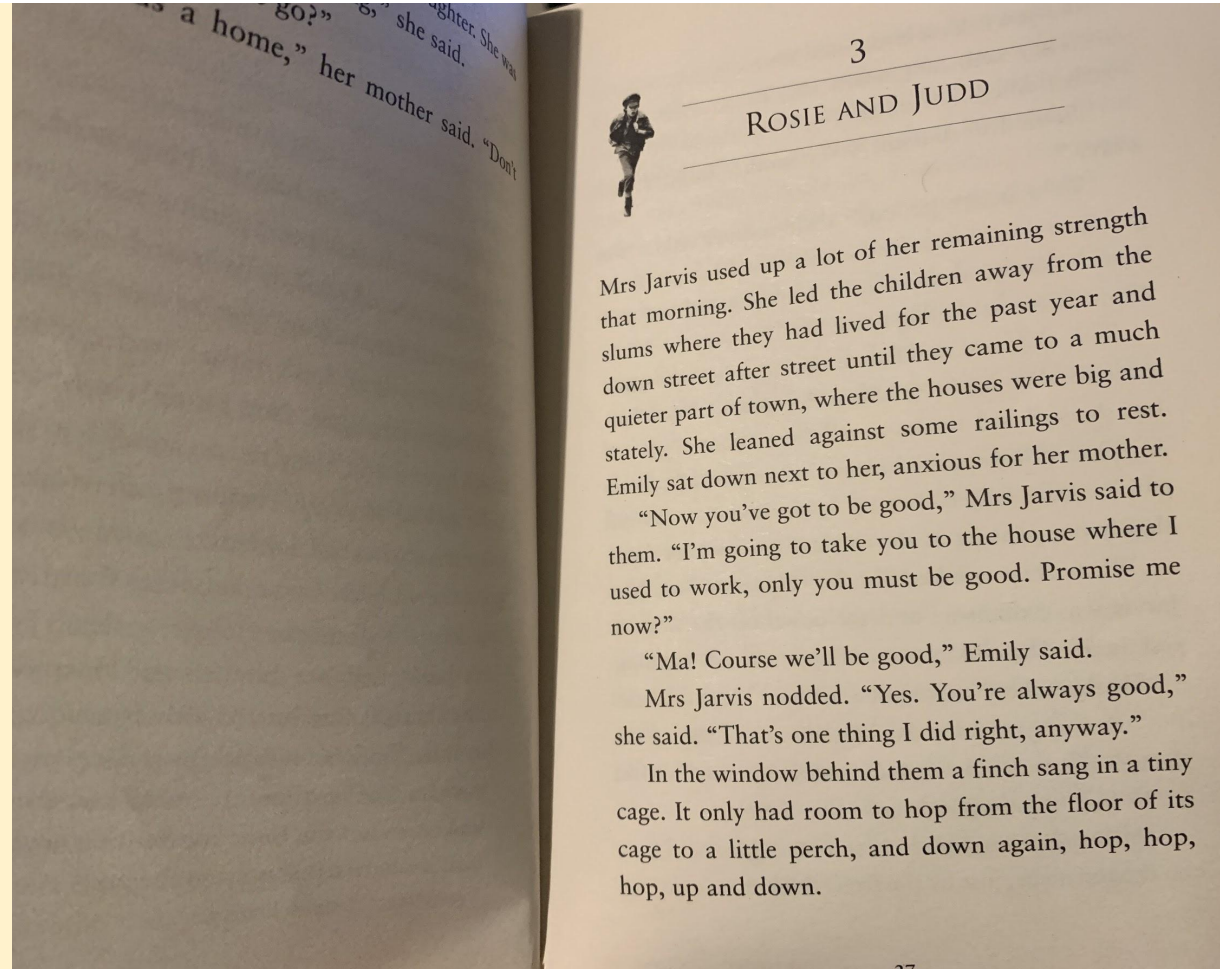 ghter. She was
she said.
go?"
a home," her mother said. "Don't
3
ROSIE AND JUDD
Mrs Jarvis used up a lot of her remaining strength
that morning. She led the children away from the
slums where they had lived for the past year and
down street after street until they came to a much
quieter part of town, where the houses were big and
stately. She leaned against some railings to rest.
Emily sat down next to her, anxious for her mother.
“Now you’ve got to be good,” Mrs Jarvis said to
them. “I’m going to take you to the house where I
used to work, only you must be good. Promise me
now?”
“Ma! Course we’ll be good,” Emily said.
Mrs Jarvis nodded. “Yes. You’re always good,”
she said. “That’s one thing I did right, anyway.”
In the window behind them a finch sang in a tiny
cage. It only had room to hop from the floor of its
cage to a little perch, and down again, hop, hop,
hop, up and down.